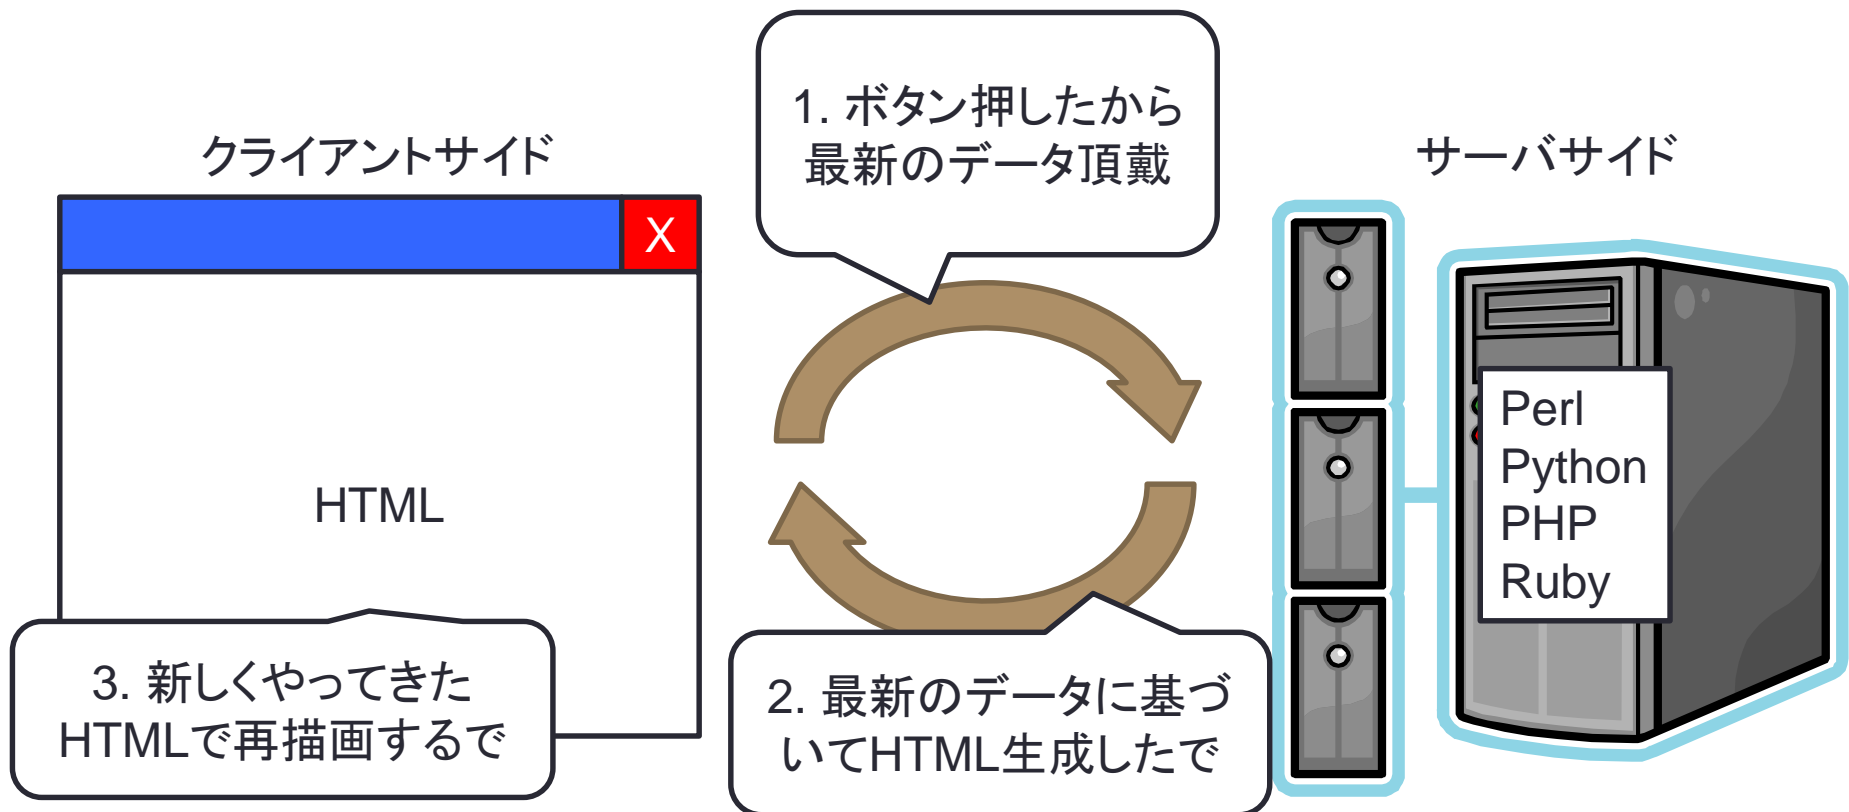 1. ボタン押したから
最新のデータ頂戴
クライアントサイド
サーバサイド
X
HTML
Perl
Python
PHP
Ruby
3. 新しくやってきた
HTMLで再描画するで
2. 最新のデータに基づ
いてHTML生成したで